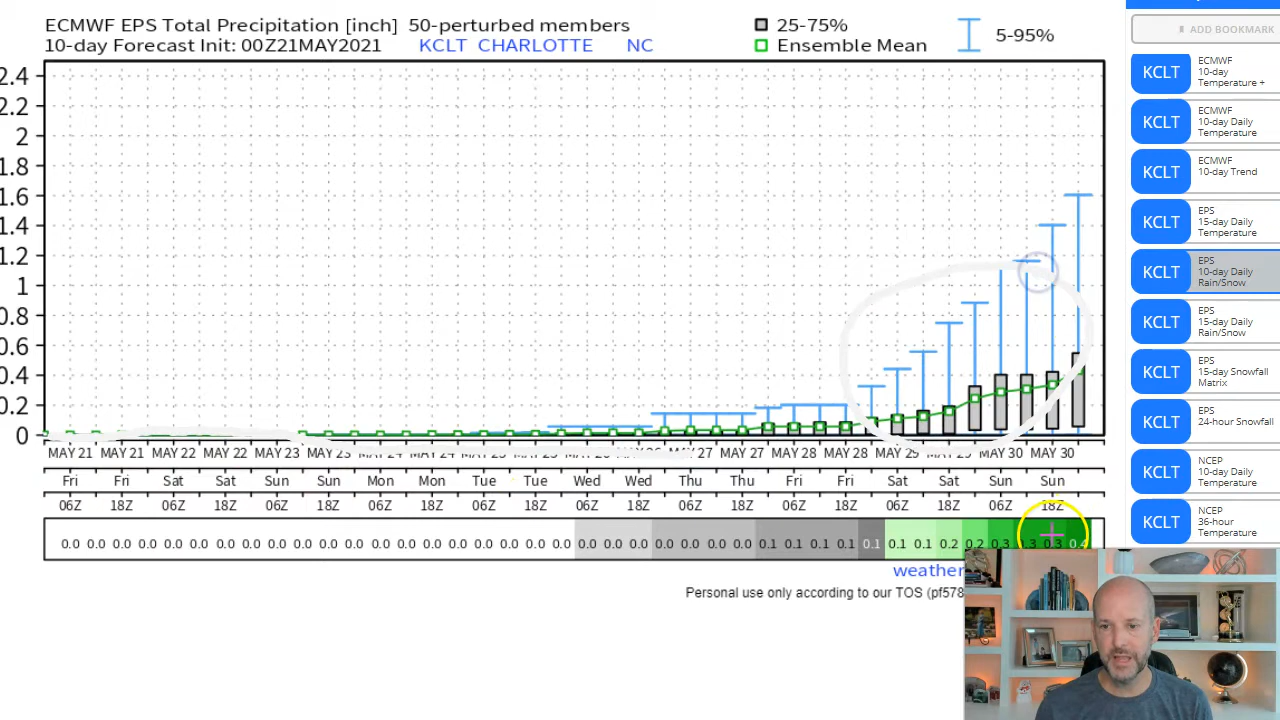 ECMWF EPS Total Precipitation [inch] 50-perturbed members
10-day Forecast Init: 00Z21MAY2021 KCLT CHARLOTTE NC
25-75%
Ensemble Mean
5-95%
2.4
2.2
2
1.8
1.6
1.4
1.2
1
0.8
0.6
0.4
0.2
0
MAY 21 MAY 21 MAY 22 MAY 22 MAY 23 MAY 23 MAY 24 MAY 24 MAY 25 MAY 25 MAY 27 MAY 27 MAY 28 MAY 28 MAY 29 MAY 29 MAY 30 MAY 30
Fri Fri Sat Sat Sun Sun Mon Mon Tue Tue Wed Wed Thu Thu Fri Fri Sat Sat Sun Sun
06Z 18Z 06Z 18Z 06Z 18Z 06Z 18Z 06Z 18Z 06Z 18Z 06Z 18Z 06Z 18Z 06Z 18Z 06Z 18Z
0.0 0.0 0.0 0.0 0.0 0.0 0.0 0.0 0.0 0.0 0.0 0.0 0.0 0.0 0.0 0.0 0.0 0.0 0.0 0.0 0.0 0.0 0.0 0.0 0.0 0.0 0.0 0.1 0.1 0.1 0.1 0.1 0.1 0.1 0.2 0.2 0.3 0.3 0.3 0.4
weather
Personal use only according to our TOS (pf578
ADD BOOKMARK
KCLT
ECMWF
10-day
Temperature +
KCLT
ECMWF
10-day Daily
Temperature
KCLT
ECMWF
10-day Trend
KCLT
EPS
15-day Daily
Temperature
KCLT
EPS
10-day Daily
Rain/Snow
KCLT
EPS
15-day Daily
Rain/Snow
KCLT
EPS
15-day Snowfall
Matrix
KCLT
EPS
24-hour Snowfall
KCLT
NCEP
10-day Daily
Temperature
KCLT
NCEP
36-hour
Temperature